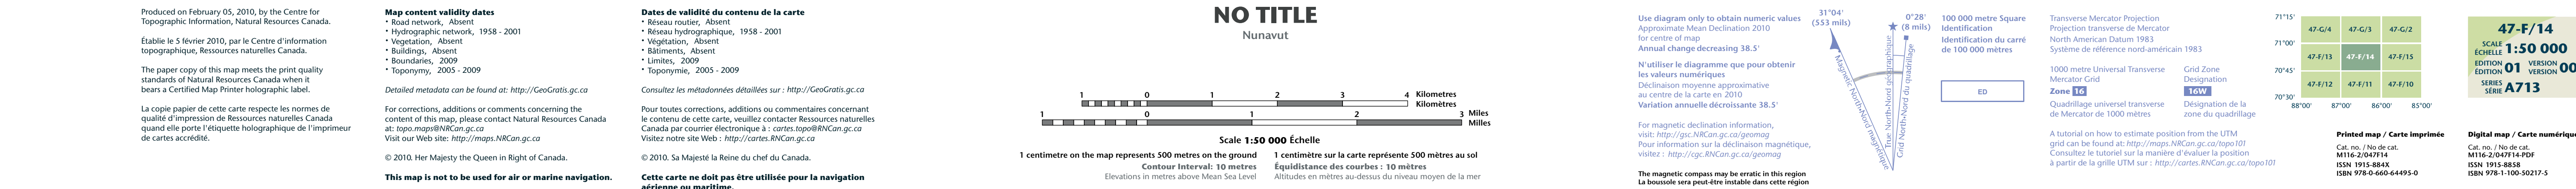 Produced on February 05, 2010, by the Centre for
Topographic Information, Natural Resources Canada.
Établie le 5 février 2010, par le Centre d'information
topographique, Ressources naturelles Canada.
The paper copy of this map meets the print quality
standards of Natural Resources Canada when it
bears a Certified Map Printer holographic label.
La copie papier de cette carte respecte les normes de
qualité d'impression de Ressources naturelles Canada
quand elle porte l'étiquette holographique de l'imprimeur
de cartes accrédité.
Map content validity dates
• Road network, Absent
• Hydrographic network, 1958 - 2001
• Vegetation, Absent
• Buildings, Absent
• Boundaries, 2009
• Toponymy, 2005 - 2009
Detailed metadata can be found at: http://GeoGratis.gc.ca
For corrections, additions or comments concerning the
content of this map, please contact Natural Resources Canada
at: topo.maps@NRCan.gc.ca
Visit our Web site: http://maps.NRCan.gc.ca
© 2010. Her Majesty the Queen in Right of Canada.
This map is not to be used for air or marine navigation.
Dates de validité du contenu de la carte
• Réseau routier, Absent
• Réseau hydrographique, 1958 - 2001
• Végétation, Absent
• Bâtiments, Absent
• Limites, 2009
• Toponymie, 2005 - 2009
Consultez les métadonnées détaillées sur : http://GeoGratis.gc.ca
Pour toutes corrections, additions ou commentaires concernant
le contenu de cette carte, veuillez contacter Ressources naturelles
Canada par courrier électronique à : cartes.topo@RNCan.gc.ca
Visitez notre site Web : http://cartes.RNCan.gc.ca
© 2010. Sa Majesté la Reine du chef du Canada.
Cette carte ne doit pas être utilisée pour la navigation
aérienne ou maritime.
NO TITLE
Nunavut
1 0 1 2 3 4 Kilometres
Kilomètres
1 0 1 2 3 Miles
Milles
Scale 1:50 000 Échelle
1 centimetre on the map represents 500 metres on the ground
Contour Interval: 10 metres
Elevations in metres above Mean Sea Level
1 centimètre sur la carte représente 500 mètres au sol
Équidistance des courbes : 10 mètres
Altitudes en mètres au-dessus du niveau moyen de la mer
Use diagram only to obtain numeric values
Approximate Mean Declination 2010
for centre of map
Annual change decreasing 38.5'
N'utiliser le diagramme que pour obtenir
les valeurs numériques
Déclinaison moyenne approximative
au centre de la carte en 2010
Variation annuelle décroissante 38.5'
For magnetic declination information,
visit: http://gsc.NRCan.gc.ca/geomag
Pour information sur la déclinaison magnétique,
visitez : http://cgc.RNCan.gc.ca/geomag
The magnetic compass may be erratic in this region
La boussole sera peut-être instable dans cette région
31°04'
(553 mils)
0°28'
(8 mils)
Magnetic North-Nord magnétique
True North-Nord géographique
Grid North-Nord du quadrillage
100 000 metre Square
Identification
Identification du carré
de 100 000 mètres
ED
Transverse Mercator Projection
Projection transverse de Mercator
North American Datum 1983
Système de référence nord-américain 1983
1000 metre Universal Transverse
Mercator Grid
Zone 16
Quadrillage universel transverse
de Mercator de 1000 mètres
Grid Zone
Designation
16W
Désignation de la
zone du quadrillage
A tutorial on how to estimate position from the UTM
grid can be found at: http://maps.NRCan.gc.ca/topo101
Consultez le tutoriel sur la manière d'évaluer la position
à partir de la grille UTM sur : http://cartes.RNCan.gc.ca/topo101
71°15'
71°00'
70°45'
70°30'
47-G/4 47-G/3 47-G/2
47-F/13 47-F/14 47-F/15
47-F/12 47-F/11 47-F/10
88°00' 87°00' 86°00' 85°00'
Printed map / Carte imprimée
Cat. no. / No de cat.
M116-2/047F14
ISSN 1915-884X
ISBN 978-0-660-64495-0
47-F/14
SCALE
ÉCHELLE 1:50 000
EDITION
ÉDITION 01 VERSION
VERSION 00
SERIES
SÉRIE A713
Digital map / Carte numérique
Cat. no. / No de cat.
M116-2/047F14-PDF
ISSN 1915-8858
ISBN 978-1-100-50217-5